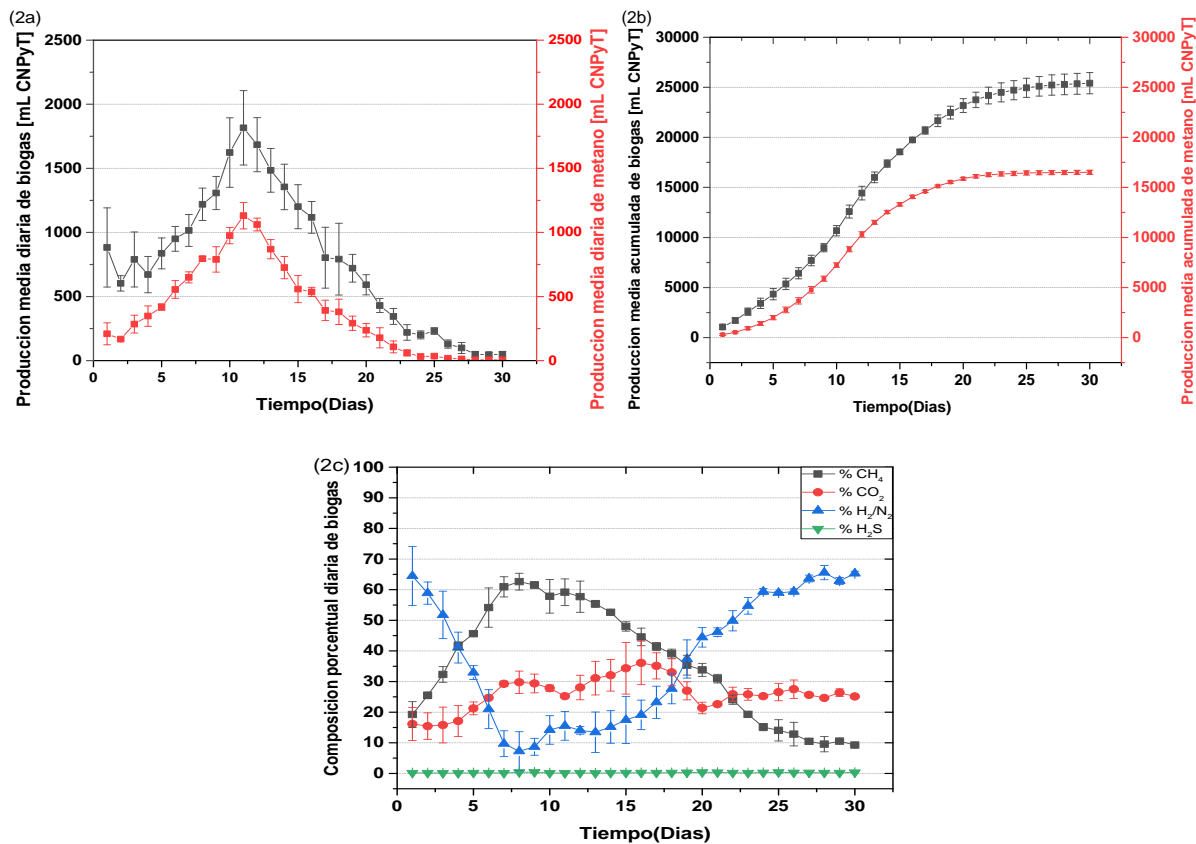 (2a)
Produccion media diaria de biogas [mL CNPyT]
2500
2000
1500
1000
500
0
0 5 10 15 20 25 30
Tiempo(Dias)
2500
2000
1500
1000
500
0
Produccion media diaria de metano [mL CNPyT]
(2b)
Produccion media acumulada de biogas [mL CNPyT]
30000
25000
20000
15000
10000
5000
0
0 5 10 15 20 25 30
Tiempo(Dias)
30000
25000
20000
15000
10000
5000
0
Produccion media acumulada de metano [mL CNPyT]
(2c)
Composicion porcentual diaria de biogas
100
90
80
70
60
50
40
30
20
10
0
0 5 10 15 20 25 30
Tiempo(Dias)
% CH₄
% CO₂
% H₂/N₂
% H₂S